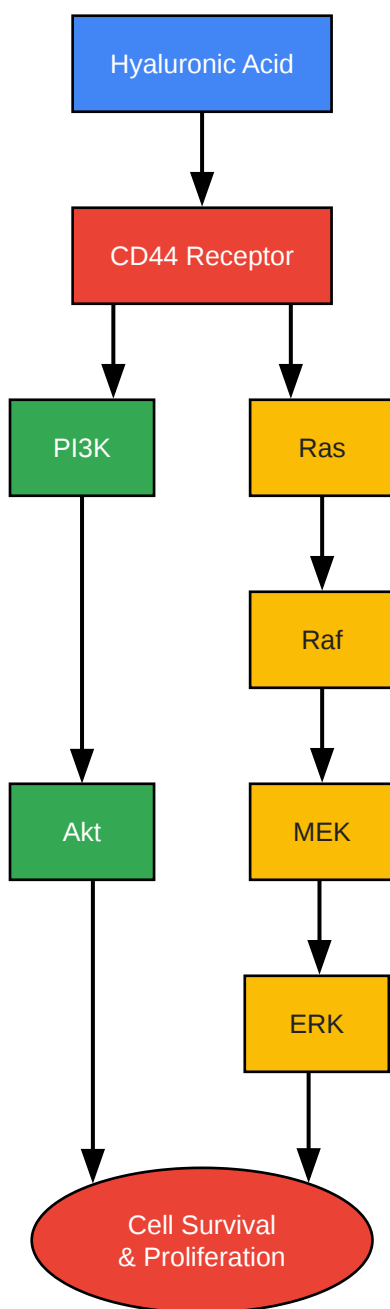 Hyaluronic Acid
CD44 Receptor
PI3K
Ras
Raf
Akt
MEK
ERK
Cell Survival
& Proliferation